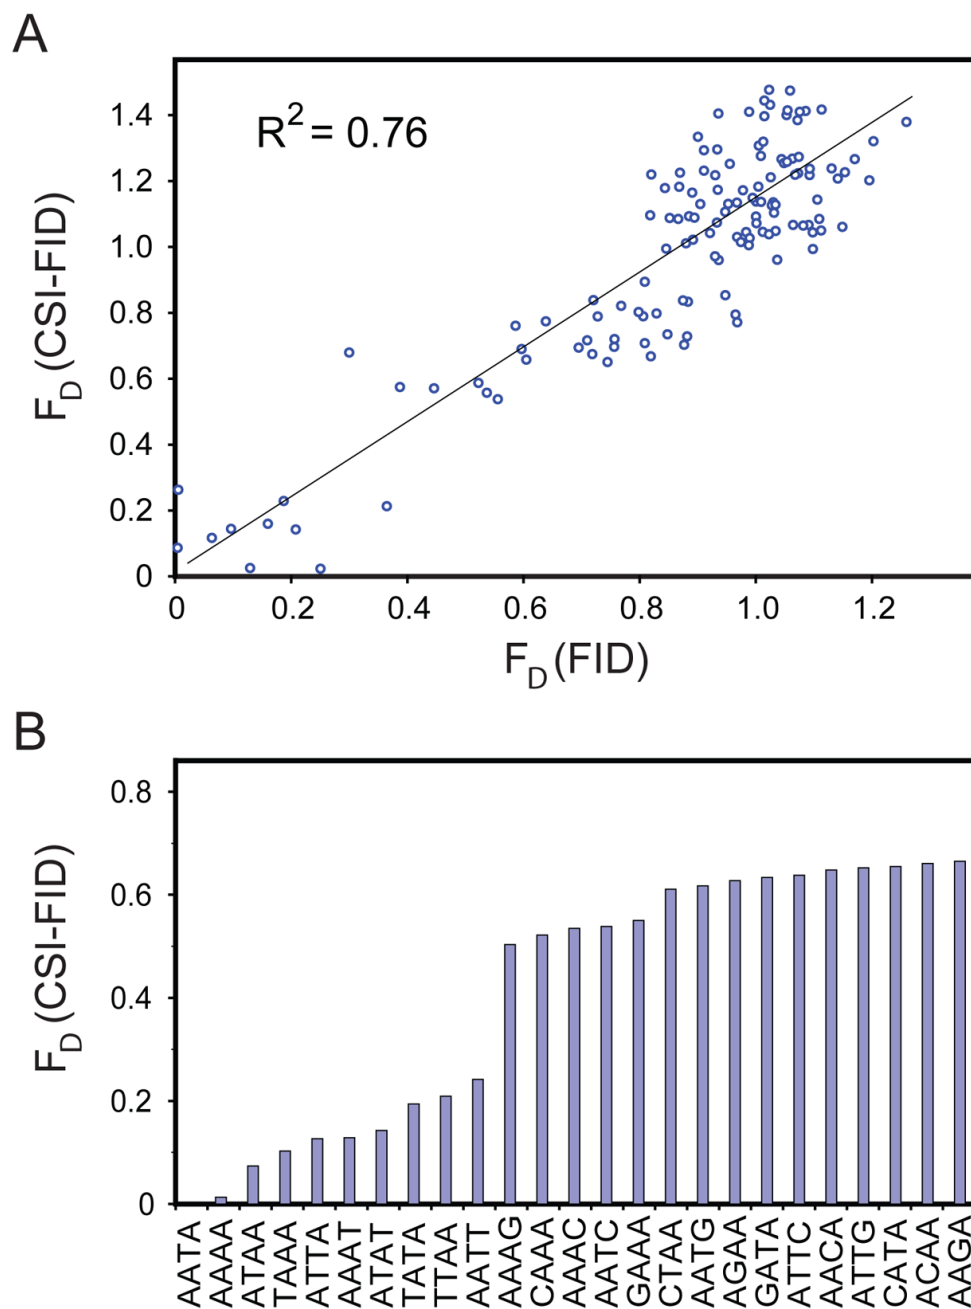 A
R2 = 0.76
1.4
1.2
1.0
0.8
0.6
0.4
0.2
0
FD (CSI-FID)
0 0.2 0.4 0.6 0.8 1.0 1.2
FD (FID)
B
0.8
0.6
0.4
0.2
0
FD (CSI-FID)
AATA
AAAA
ATAA
TAAA
ATTA
AAAT
ATAT
TATA
TTAA
AATT
AAAG
CAAA
AAAC
AATC
GAAA
CTAA
AATG
AGAA
GATA
ATTC
AACA
ATTG
CATA
ACAA
AAGA